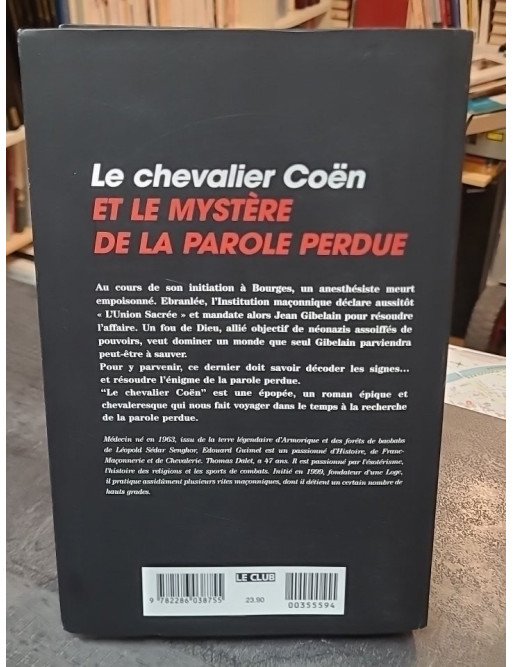 Le chevalier Coën
ET LE MYSTÈRE
DE LA PAROLE PERDUE
Au cours de son initiation à Bourges, un anesthésiste meurt
empoisonné. Ebranlée, l'Institution maçonnique déclare aussitôt
« L'Union Sacrée » et mandate alors Jean Gibelain pour résoudre
l'affaire. Un fou de Dieu, allié objectif de néonazis assoiffés de
pouvoirs, veut dominer un monde que seul Gibelain parviendra
peut-être à sauver.
Pour y parvenir, ce dernier doit savoir décoder les signes...
et résoudre l'énigme de la parole perdue.
"Le chevalier Coën" est une épopée, un roman épique et
chevaleresque qui nous fait voyager dans le temps à la recherche
de la parole perdue.
Médecin né en 1963, issu de la terre légendaire d'Armorique et des forêts de baobabs
de Léopold Sédar Senghor, Edouard Guimel est un passionné d'Histoire, de Franc-
Maçonnerie et de Chevalerie. Thomas Dalet, a 47 ans. Il est passionné par l'ésotérisme,
l'histoire des religions et les sports de combats. Initié en 1999, fondateur d'une Loge,
il pratique assidûment plusieurs rites maçonniques, dont il détient un certain nombre de
hauts grades.
LE CLUB
9 782286 038755
23,90
00355594